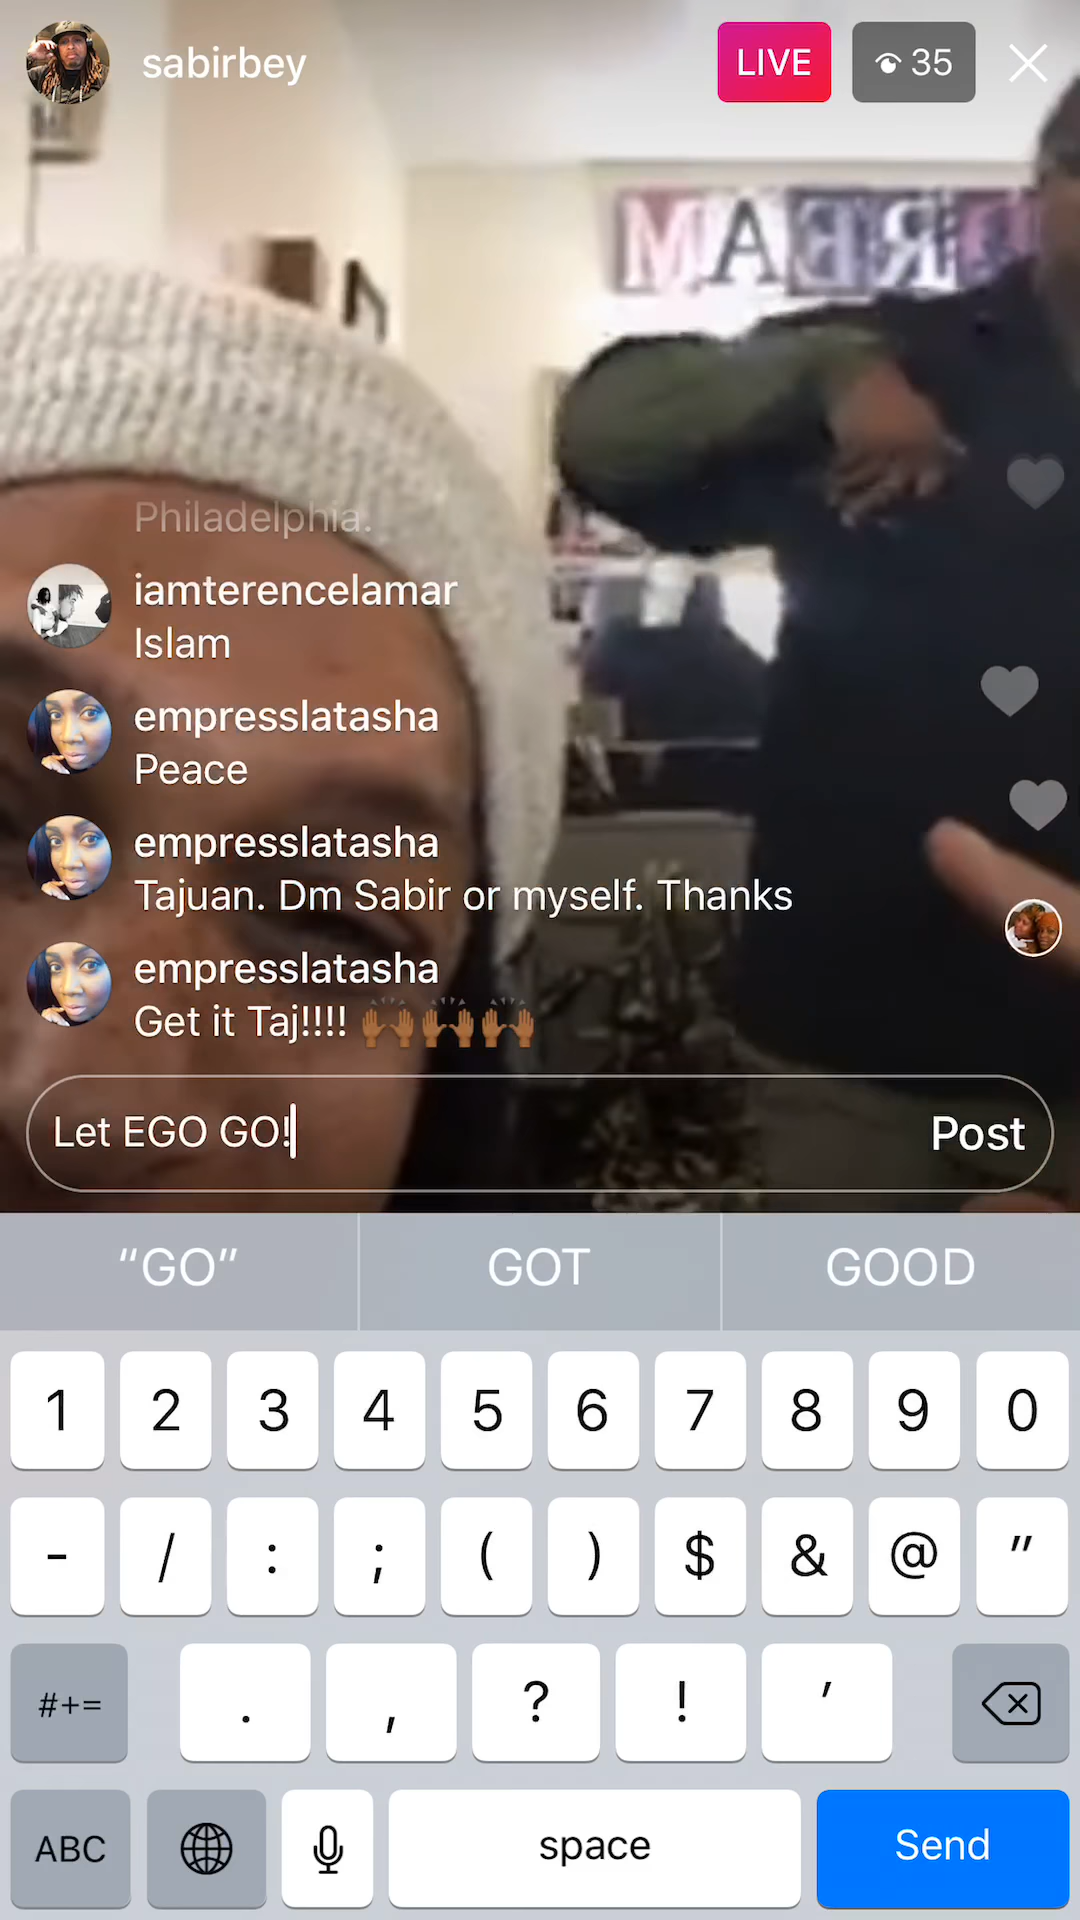 sabirbey
LIVE
35
DREAM
Philadelphia.
iamterencelamar
Islam
empresslatasha
Peace
empresslatasha
Tajuan. Dm Sabir or myself. Thanks
empresslatasha
Get it Taj!!!! 🙌🏾🙌🏾🙌🏾
Let EGO GO!
Post
“GO”
GOT
GOOD
1 2 3 4 5 6 7 8 9 0
- / : ; ( ) $ & @ "
#+= . , ? ! '
ABC space Send